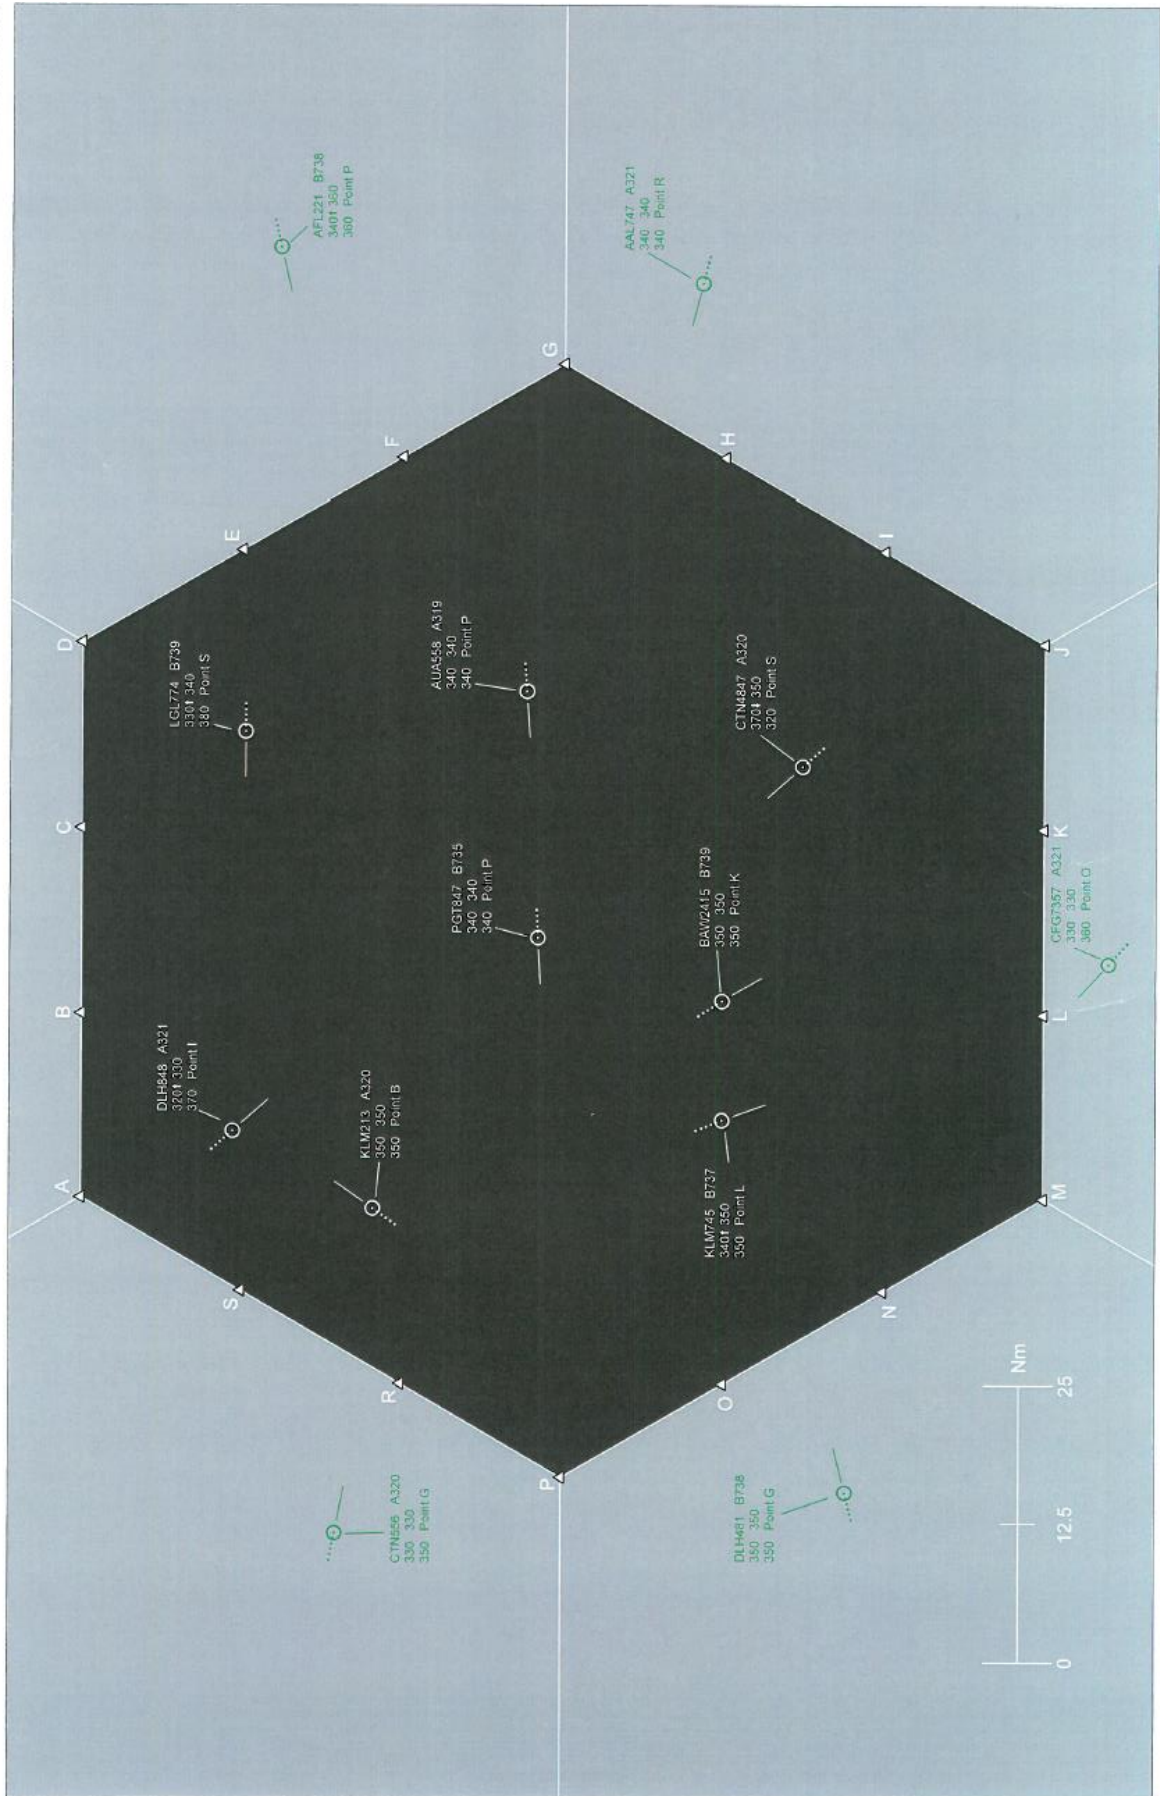 A
B
C
D
E
F
G
H
I
J
K
L
M
N
O
P
R
S
DLH848 A321
320⬆ 330
370 Point I
LGL774 B739
330⬆ 340
380 Point S
AFL221 B738
340⬆ 360
360 Point P
KLM213 A320
350 350
350 Point B
PGT847 B735
340 340
340 Point P
AUA558 A319
340 340
340 Point P
AAL747 A321
340 340
340 Point R
CTN556 A320
330 330
350 Point G
KLM745 B737
340⬆ 350
350 Point L
BAW2415 B739
350 350
350 Point K
CTN4847 A320
370⬇ 350
320 Point S
DLH481 B738
350 350
350 Point G
CFG7357 A321
330 330
360 Point O
Nm
0 12.5 25